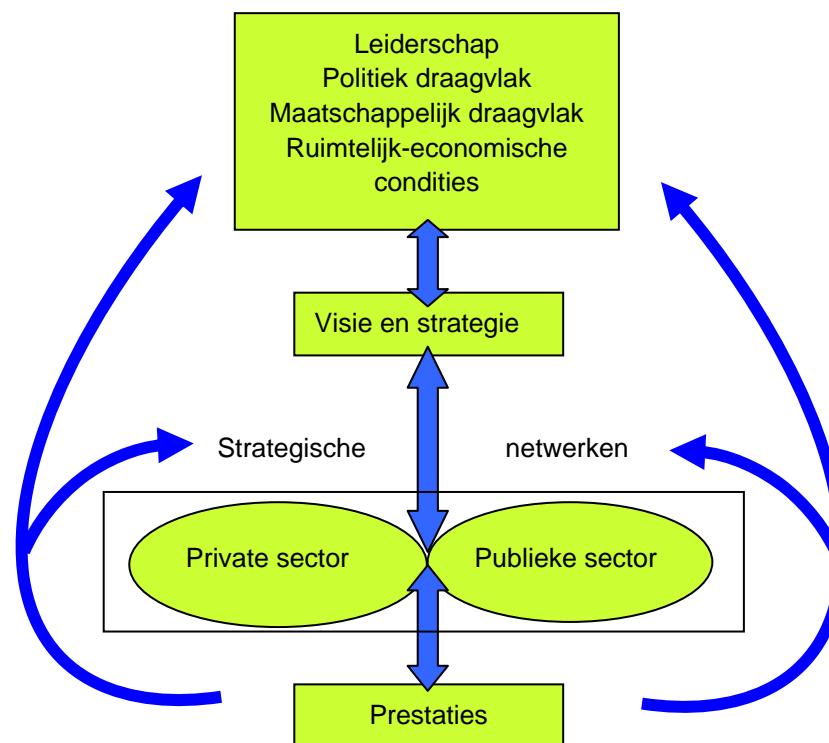 Leiderschap
Politiek draagvlak
Maatschappelijk draagvlak
Ruimtelijk-economische
condities
Visie en strategie
Strategische netwerken
Private sector Publieke sector
Prestaties